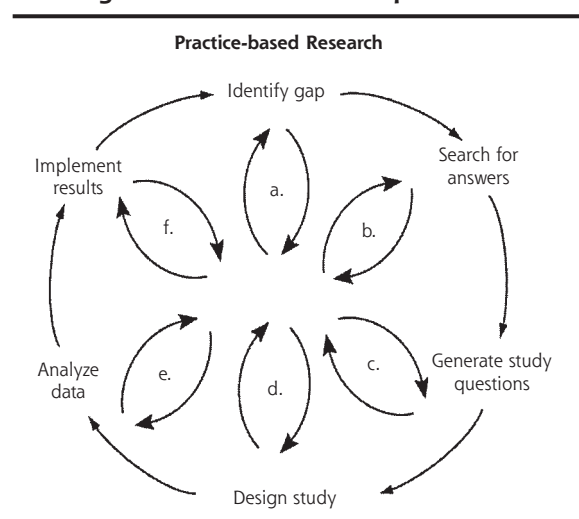 Practice-based Research
Identify gap
Search for
answers
Generate study
questions
Design study
Analyze
data
Implement
results
a.
b.
c.
d.
e.
f.